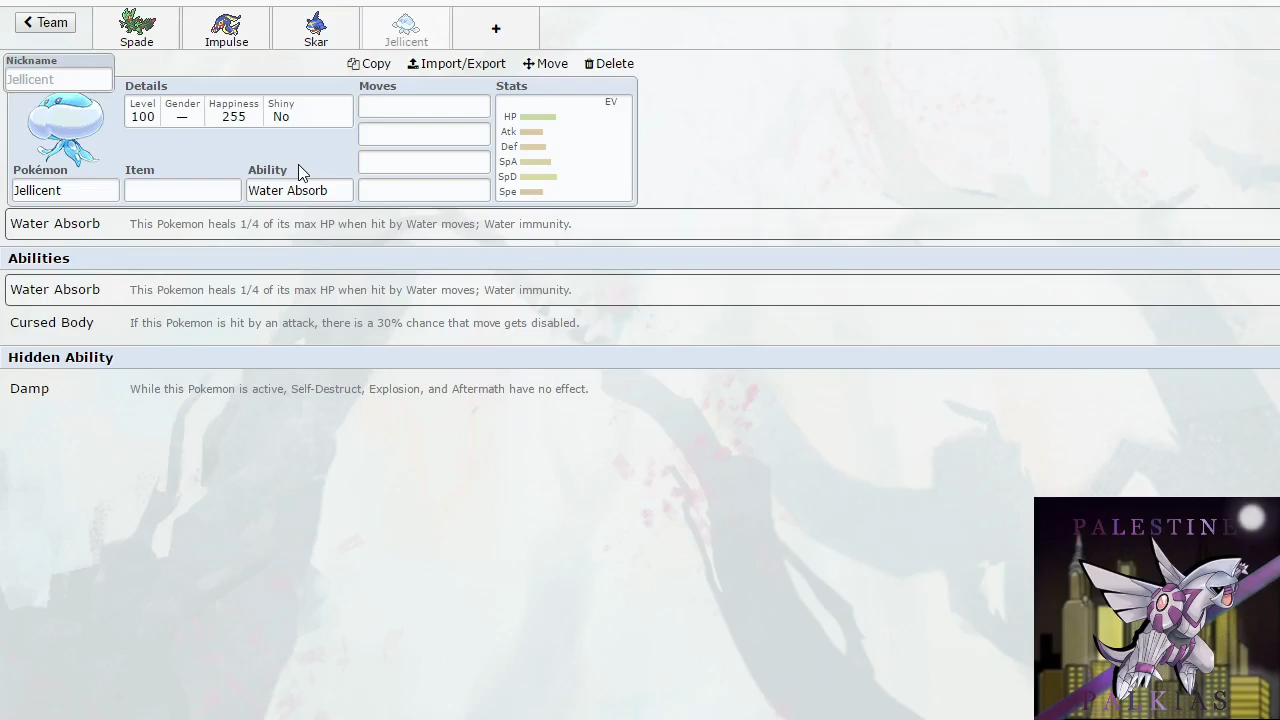 Team
Spade
Impulse
Skar
Jellicent
+
Nickname
Jellicent
Copy
Import/Export
Move
Delete
Details
Moves
Stats
Level
100
Gender
—
Happiness
255
Shiny
No
EV
HP
Atk
Def
SpA
SpD
Spe
Pokémon
Jellicent
Item
Ability
Water Absorb
Water Absorb This Pokemon heals 1/4 of its max HP when hit by Water moves; Water immunity.
Abilities
Water Absorb This Pokemon heals 1/4 of its max HP when hit by Water moves; Water immunity.
Cursed Body If this Pokemon is hit by an attack, there is a 30% chance that move gets disabled.
Hidden Ability
Damp While this Pokemon is active, Self-Destruct, Explosion, and Aftermath have no effect.
PALESTINE
PALKIAS